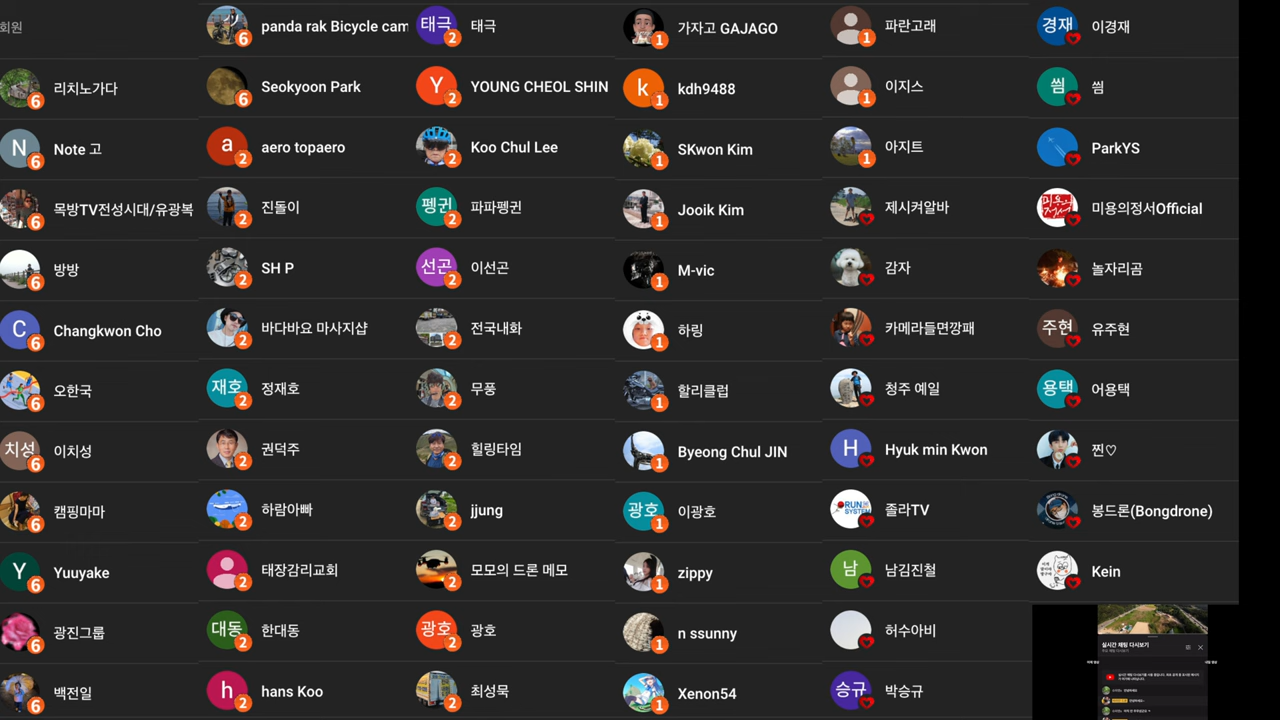 회원
리치노가다
Note 고
목방TV전성시대/유광복
방방
Changkwon Cho
오한국
이치성
캠핑마마
Yuuyake
광진그룹
백전일
panda rak Bicycle cam
Seokyoon Park
aero topaero
진돌이
SH P
바다바요 마사지샵
정재호
권덕주
하람아빠
태장감리교회
한대동
hans Koo
태극
YOUNG CHEOL SHIN
Koo Chul Lee
파파펭귄
이선곤
전국내화
무풍
힐링타임
jjung
모모의 드론 메모
광호
최성묵
가자고 GAJAGO
kdh9488
SKwon Kim
Jooik Kim
M-vic
하링
할리클럽
Byeong Chul JIN
이광호
zippy
n ssunny
Xenon54
파란고래
이지스
아지트
제시켜알바
감자
카메라들면깡패
청주 예일
Hyuk min Kwon
졸라TV
남김진철
허수아비
박승규
이경재
씸
ParkYS
미용의정서Official
놀자리곰
유주현
어용택
찐♡
봉드론(Bongdrone)
Kein
실시간 채팅 다시보기